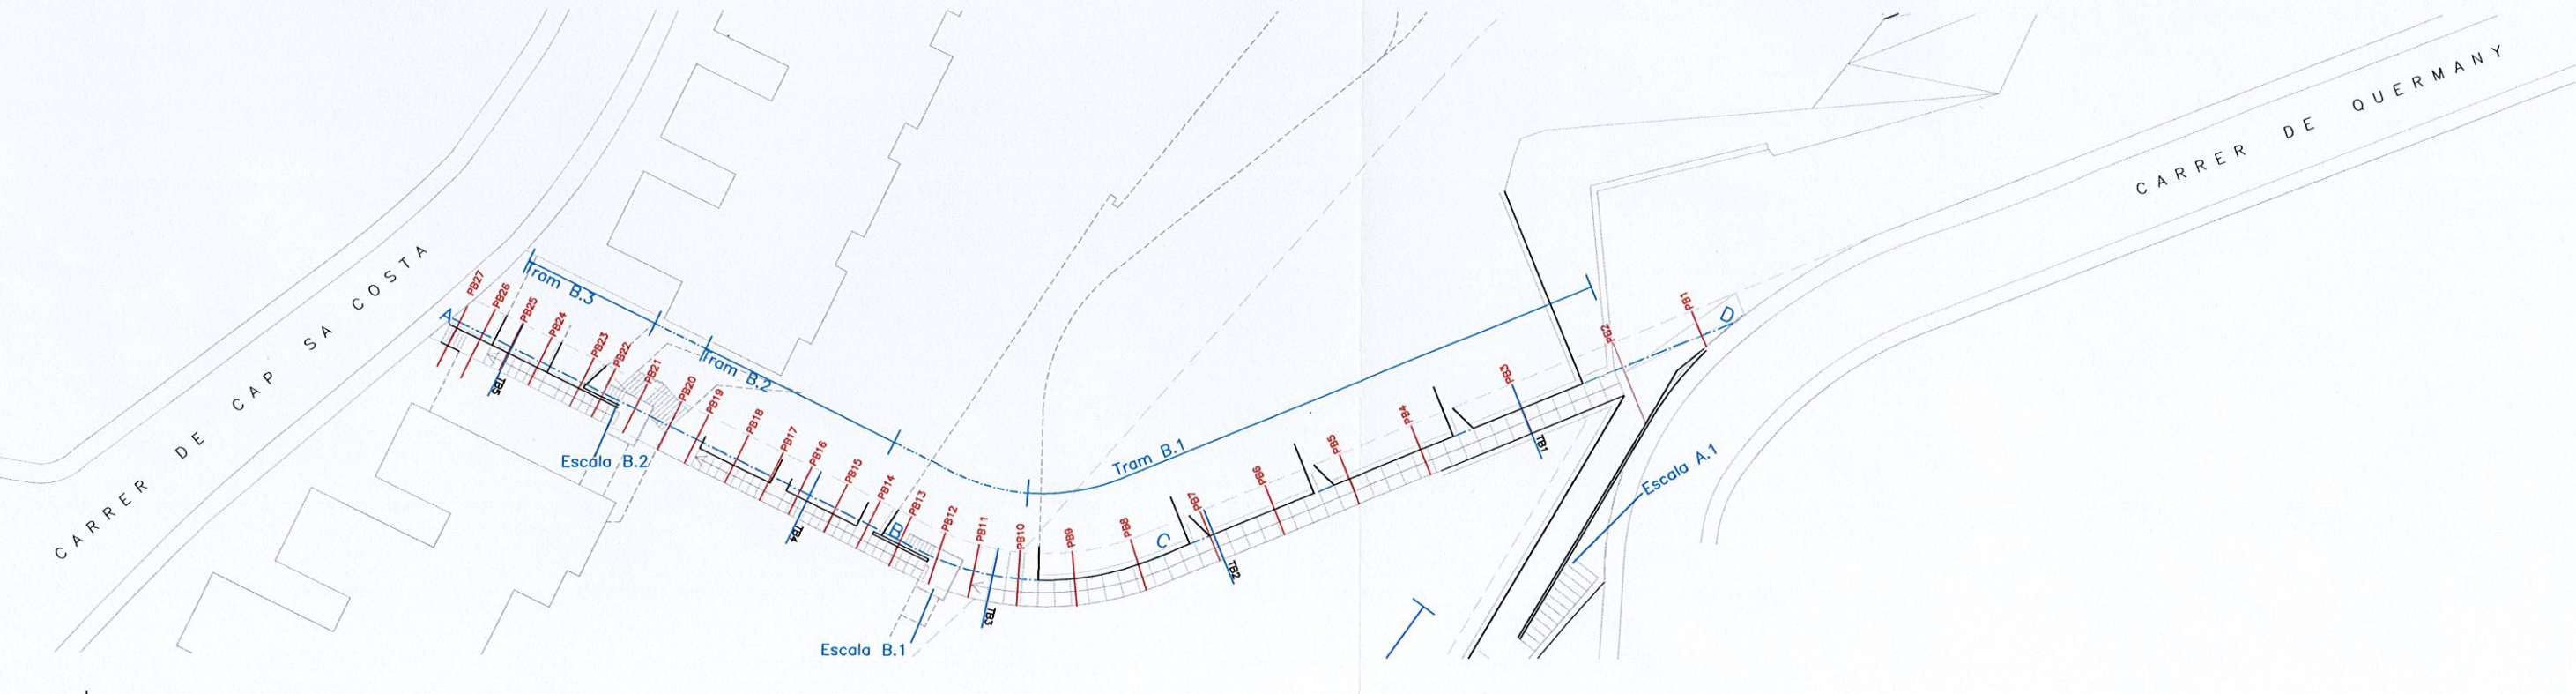 CARRER DE CAP SA COSTA
CARRER DE QUERMANY
Tram B.3
Tram B.2
Tram B.1
A
B
C
D
PB27
PB26
PB25
PB24
PB23
PB22
PB21
PB20
PB19
PB18
PB17
PB16
PB15
PB14
PB13
PB12
PB11
PB10
PB9
PB8
PB7
PB6
PB5
PB4
PB3
PB2
PB1
TB5
TB4
TB3
TB2
TB1
Escala B.2
Escala B.1
Escala A.1